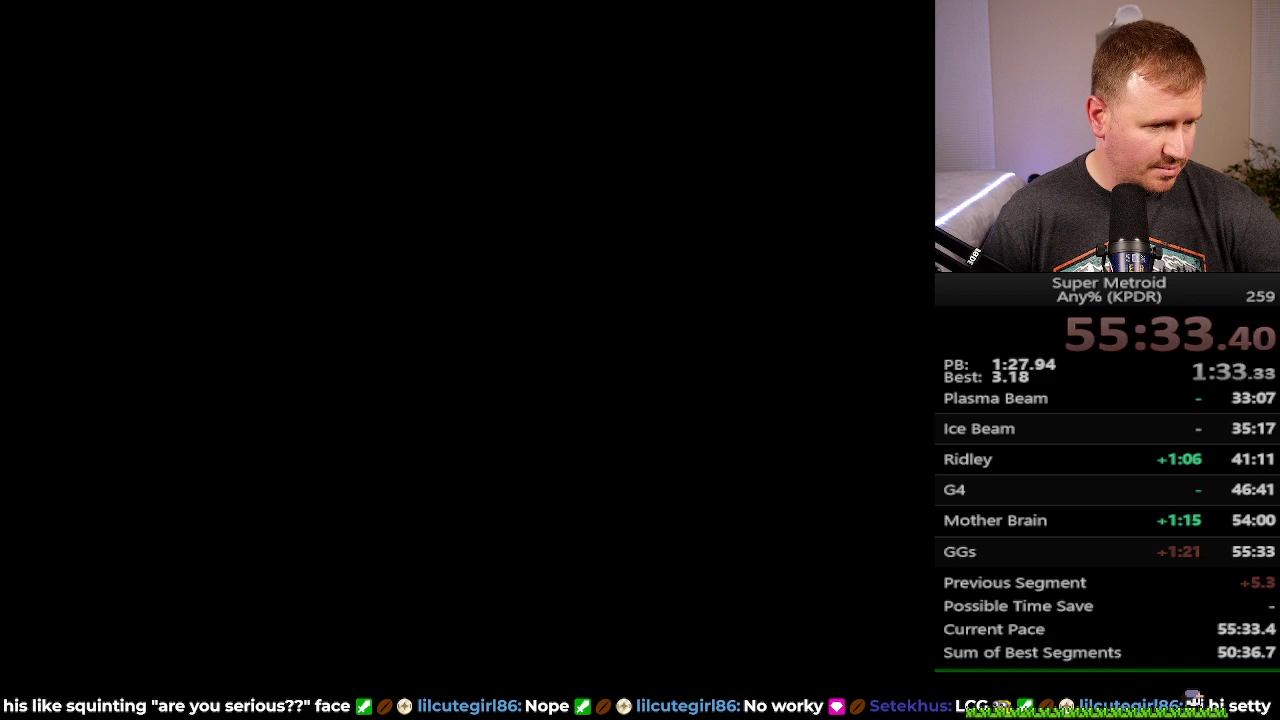 Super Metroid
Any% (KPDR) 259
55:33.40
PB: 1:27.94
Best: 3.18 1:33.33
Plasma Beam - 33:07
Ice Beam - 35:17
Ridley +1:06 41:11
G4 - 46:41
Mother Brain +1:15 54:00
GGs +1:21 55:33
Previous Segment +5.3
Possible Time Save -
Current Pace 55:33.4
Sum of Best Segments 50:36.7
his like squinting "are you serious??" face lilcutegirl86: Nope lilcutegirl86: No worky Setekhus: LCG lilcutegirl86: hi setty